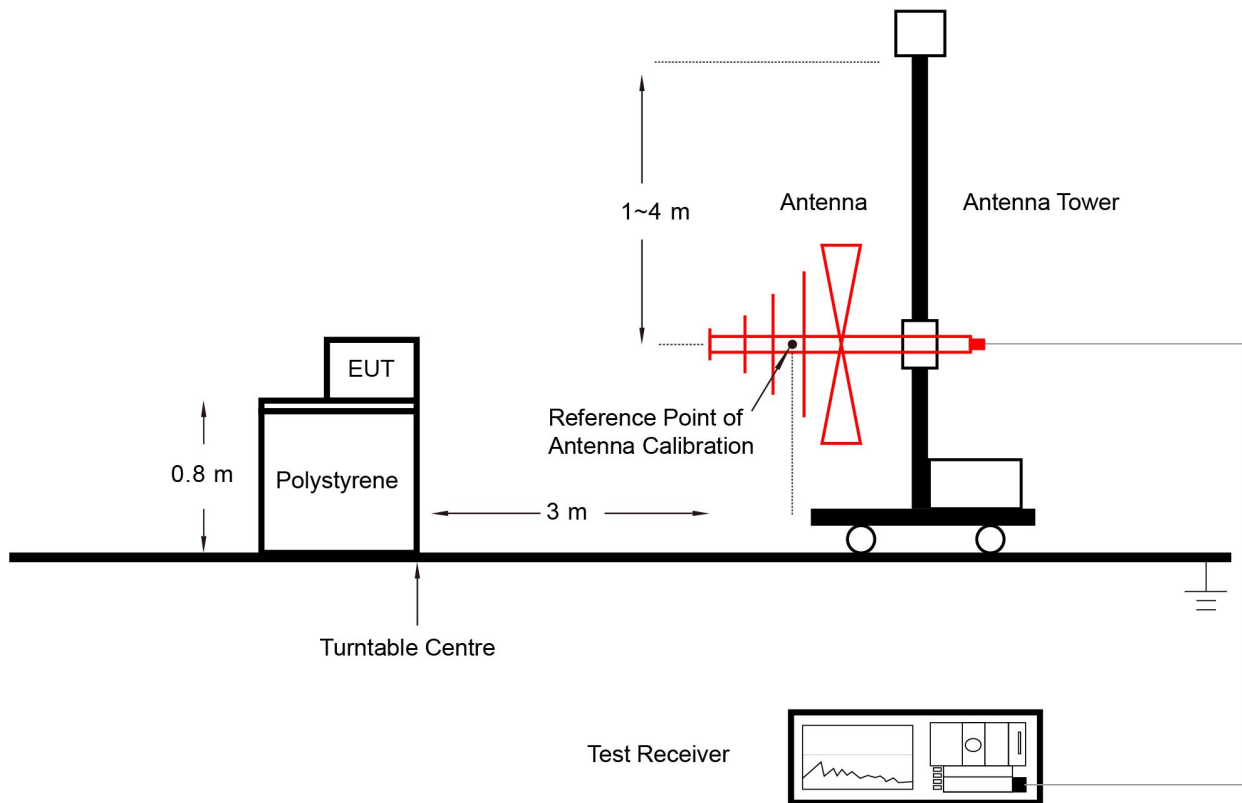 1~4 m
Antenna
Antenna Tower
EUT
Reference Point of
Antenna Calibration
0.8 m
Polystyrene
3 m
Turntable Centre
Test Receiver